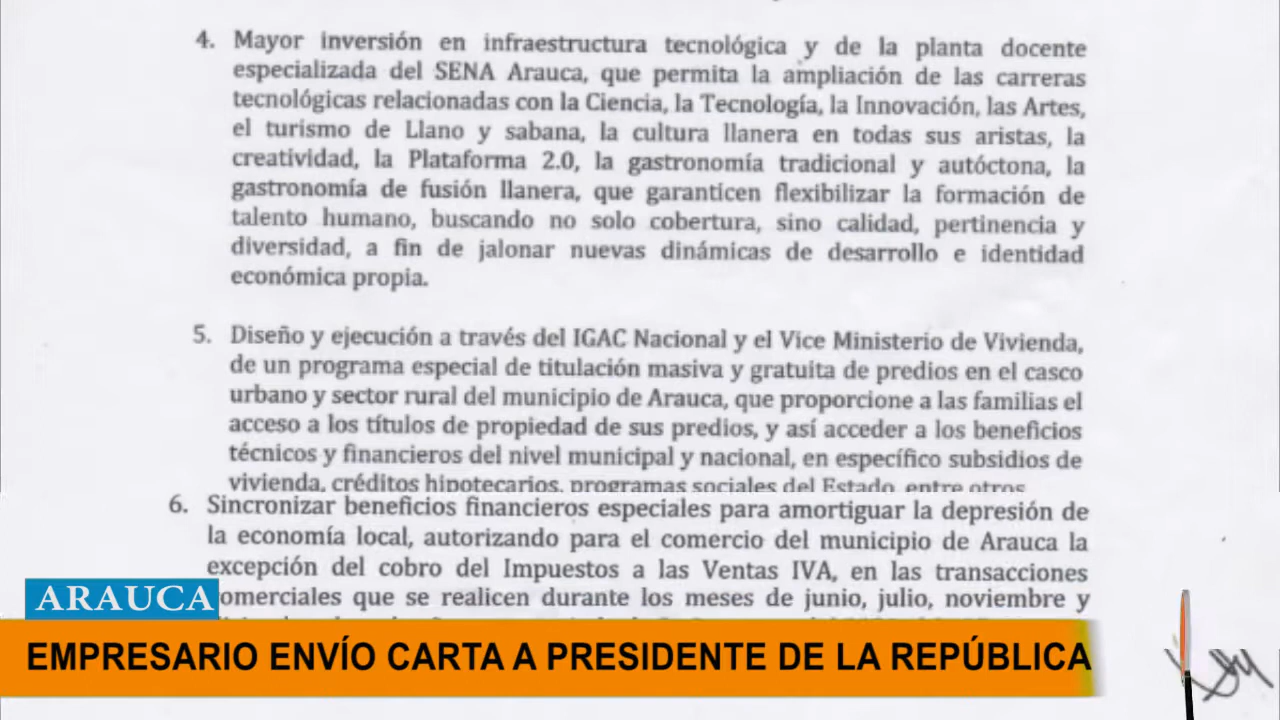 4. Mayor inversión en infraestructura tecnológica y de la planta docente
especializada del SENA Arauca, que permita la ampliación de las carreras
tecnológicas relacionadas con la Ciencia, la Tecnología, la Innovación, las Artes,
el turismo de Llano y sabana, la cultura llanera en todas sus aristas, la
creatividad, la Plataforma 2.0, la gastronomía tradicional y autóctona, la
gastronomía de fusión llanera, que garanticen flexibilizar la formación de
talento humano, buscando no solo cobertura, sino calidad, pertinencia y
diversidad, a fin de jalonar nuevas dinámicas de desarrollo e identidad
económica propia.
5. Diseño y ejecución a través del IGAC Nacional y el Vice Ministerio de Vivienda,
de un programa especial de titulación masiva y gratuita de predios en el casco
urbano y sector rural del municipio de Arauca, que proporcione a las familias el
acceso a los títulos de propiedad de sus predios, y así acceder a los beneficios
técnicos y financieros del nivel municipal y nacional, en específico subsidios de
vivienda, créditos hipotecarios, programas sociales del Estado, entre otros
6. Sincronizar beneficios financieros especiales para amortiguar la depresión de
la economía local, autorizando para el comercio del municipio de Arauca la
excepción del cobro del Impuestos a las Ventas IVA, en las transacciones
omerciales que se realicen durante los meses de junio, julio, noviembre y
ARAUCA
EMPRESARIO ENVÍO CARTA A PRESIDENTE DE LA REPÚBLICA